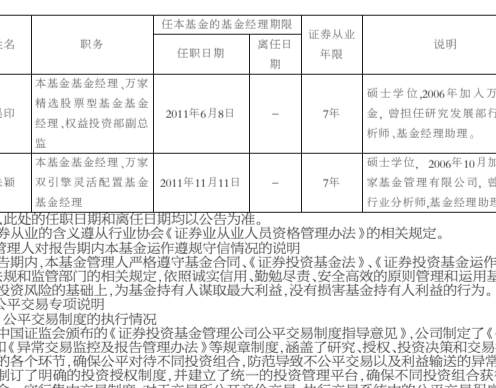 任本基金的基金经理期限
证券从业
姓名 职务 说明
任职日期 离任日 年限
期
本基金基金经理、万家 硕士学位,2006年加入万
精选股票型基金基金 金,曾担任研究发展部行
印 2011年6月8日 – 7年
经理、权益投资部副总 析师、基金经理助理。
监
本基金基金经理、万家 硕士学位, 2006年10月加
颖 双引擎灵活配置基金 2011年11月11日 – 7年 家基金管理有限公司,曾
基金经理 行业分析师,基金经理助理
、此处的任职日期和离任日期均以公告为准。
券从业的含义遵从行业协会《证券业从业人员资格管理办法》的相关规定。
管理人对报告期内本基金运作遵规守信情况的说明
告期内,本基金管理人严格遵守基金合同、《证券投资基金法》、《证券投资基金运作
规和监管部门的相关规定,依照诚实信用、勤勉尽责、安全高效的原则管理和运用基
投资风险的基础上,为基金持有人谋取最大利益,没有损害基金持有人利益的行为。
公平交易专项说明
公平交易制度的执行情况
中国证监会颁布的《证券投资基金管理公司公平交易制度指导意见》,公司制定了《
和《异常交易监控及报告管理办法》等规章制度,涵盖了研究、授权、投资决策和交易
的各个环节,确保公平对待不同投资组合,防范导致不公平交易以及利益输送的异常
制订了明确的投资授权制度,并建立了统一的投资管理平台,确保不同投资组合获